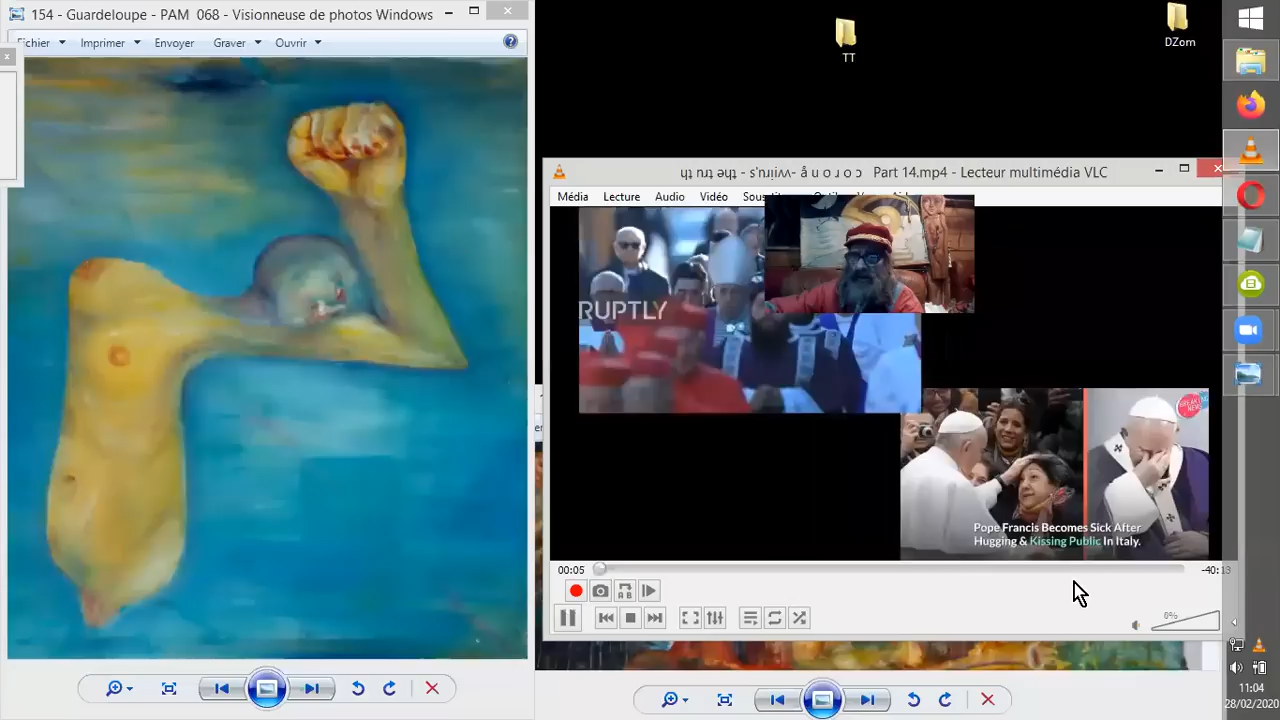 154 - Guardeloupe - PAM 068 - Visionneuse de photos Windows
Fichier Imprimer Envoyer Graver Ouvrir
TT
DZom
Part 14.mp4 - Lecteur multimédia VLC
Média Lecture Audio Vidéo
RUPTLY
BREAKING NEWS
Pope Francis Becomes Sick After
Hugging & Kissing Public In Italy.
00:05
0%
11:04
28/02/2020